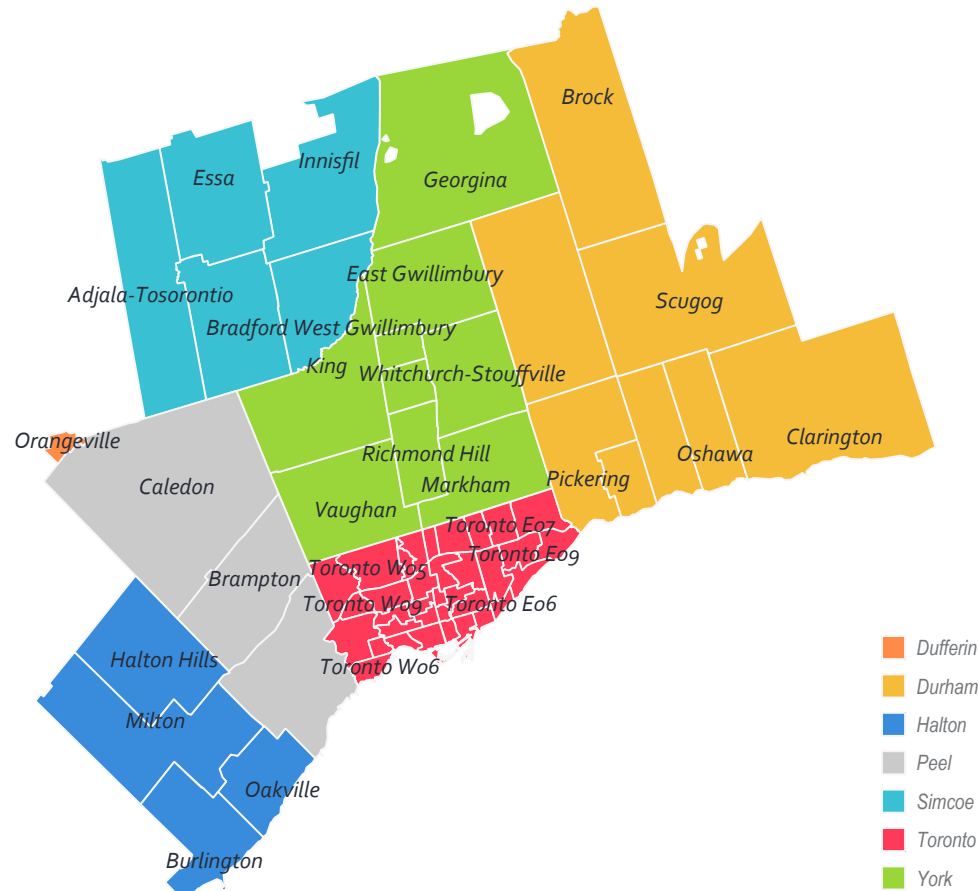 Brock
Innisfil
Essa
Georgina
East Gwillimbury
Adjala-Tosorontio
Scugog
Bradford West Gwillimbury
King
Whitchurch-Stouffville
Orangeville
Clarington
Richmond Hill
Oshawa
Pickering
Caledon
Markham
Vaughan
Toronto E07
Toronto E09
Toronto W05
Brampton
Toronto W09
Toronto E06
Halton Hills
Toronto W06
Milton
Oakville
Burlington
Dufferin
Durham
Halton
Peel
Simcoe
Toronto
York